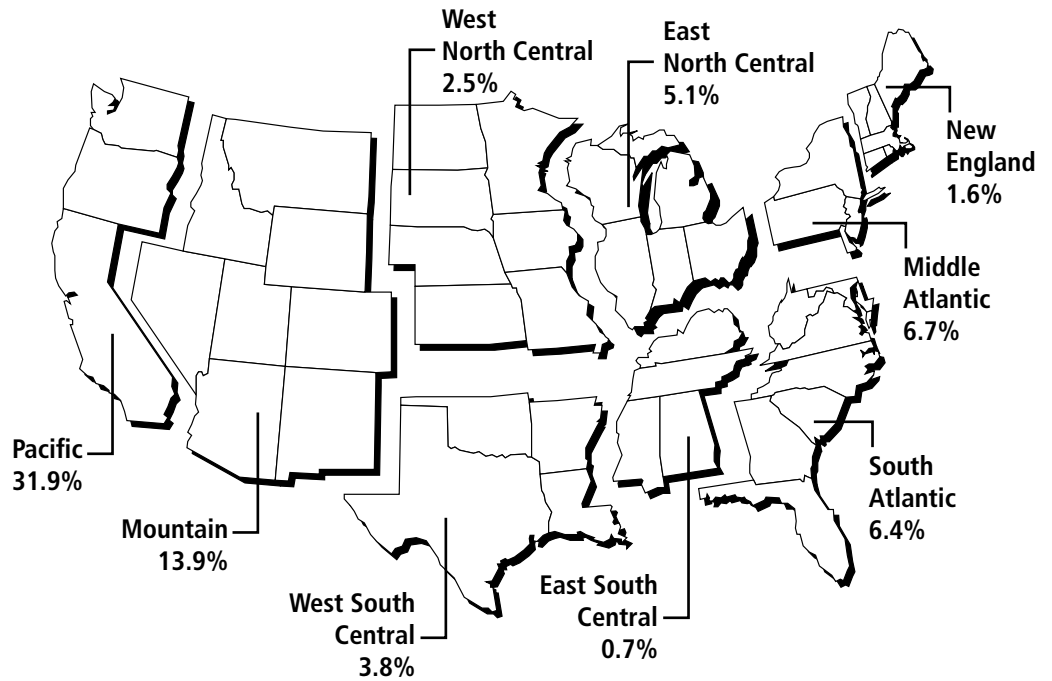 West
North Central
2.5%
East
North Central
5.1%
New
England
1.6%
Middle
Atlantic
6.7%
Pacific
31.9%
South
Atlantic
6.4%
Mountain
13.9%
West South
Central
3.8%
East South
Central
0.7%